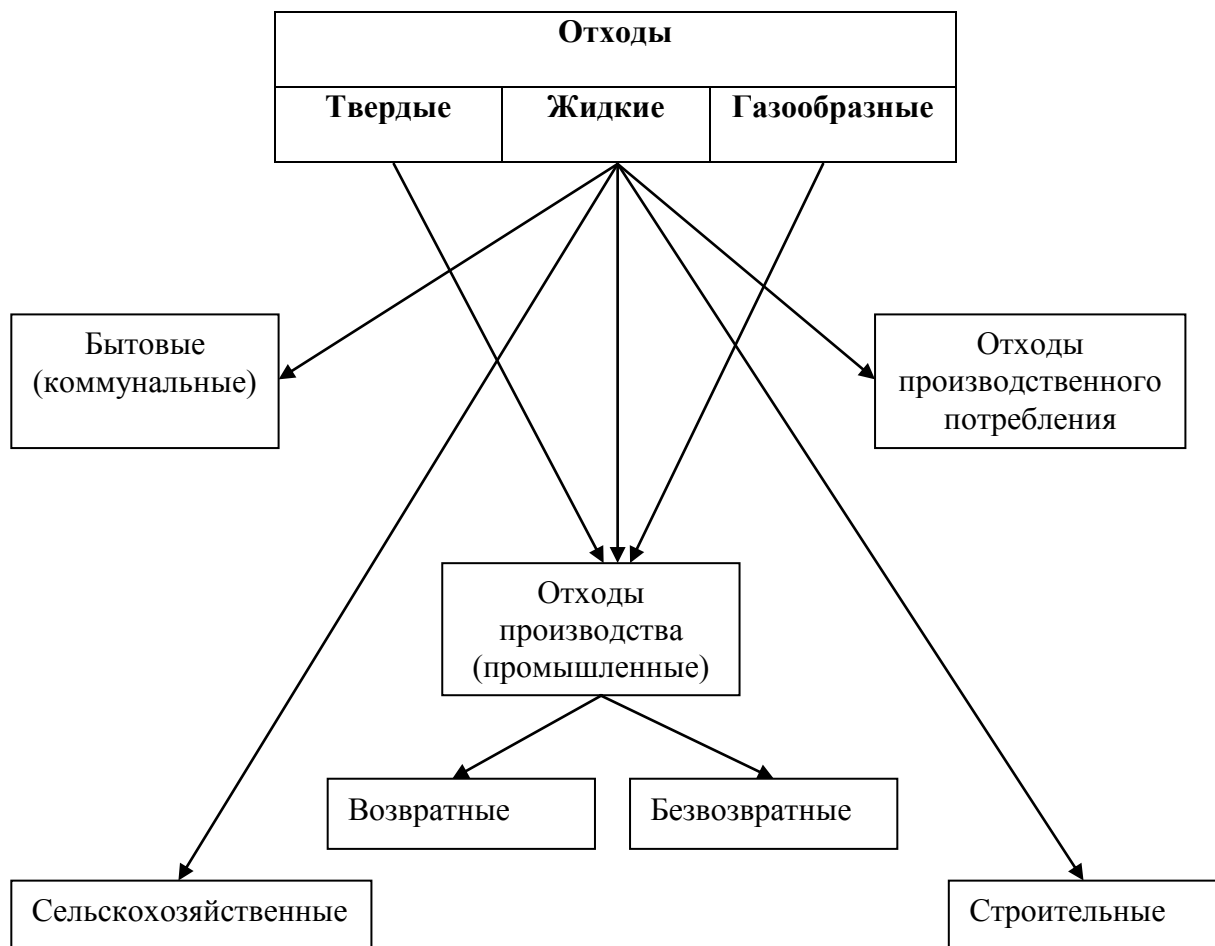 Отходы
Твердые
Жидкие
Газообразные
Бытовые
(коммунальные)
Отходы
производственного
потребления
Отходы
производства
(промышленные)
Возвратные
Безвозвратные
Сельскохозяйственные
Строительные